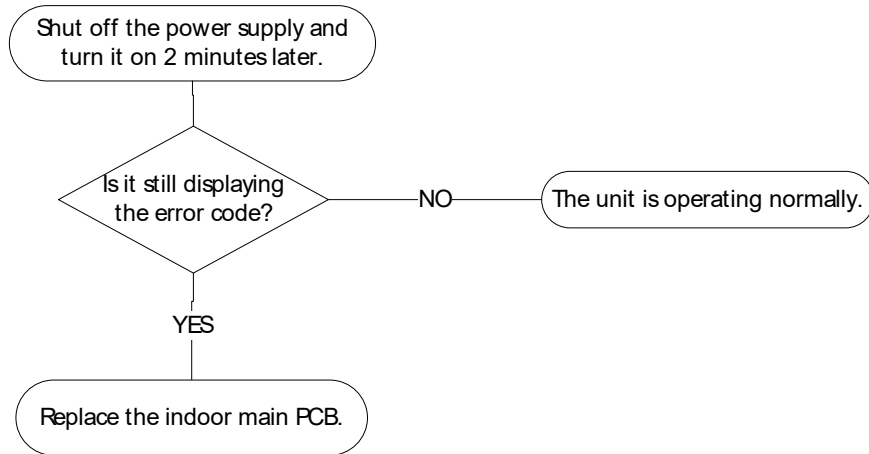 Shut off the power supply and
turn it on 2 minutes later.
Is it still displaying
the error code?
NO
The unit is operating normally.
YES
Replace the indoor main PCB.